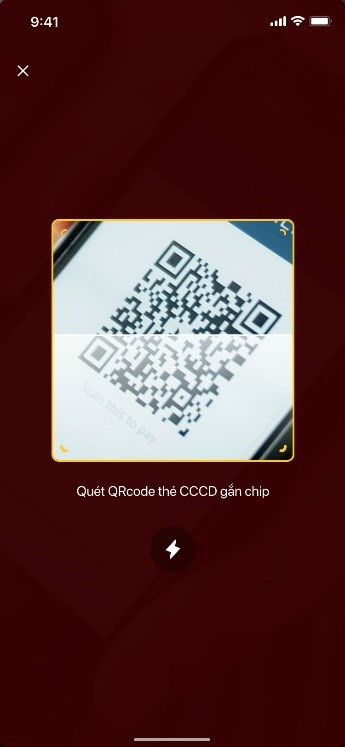 9:41
Scan this to pay
Quét QRcode thẻ CCCD gắn chip